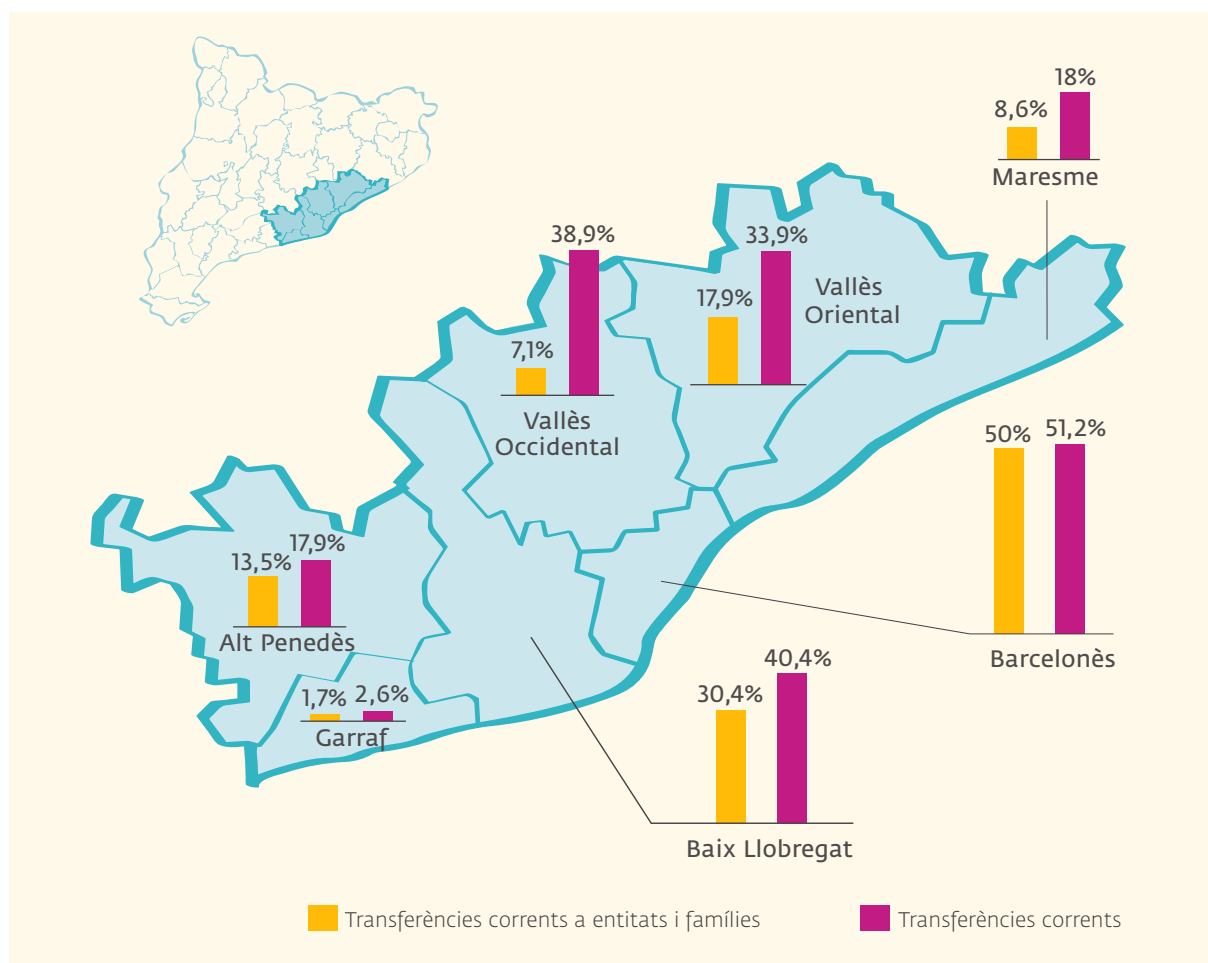 18%
8,6%
Maresme
38,9%
7,1%
Vallès
Occidental
33,9%
17,9%
Vallès
Oriental
50%
51,2%
Barcelonès
13,5%
17,9%
Alt Penedès
1,7%
2,6%
Garraf
30,4%
40,4%
Baix Llobregat
Transferències corrents a entitats i famílies
Transferències corrents